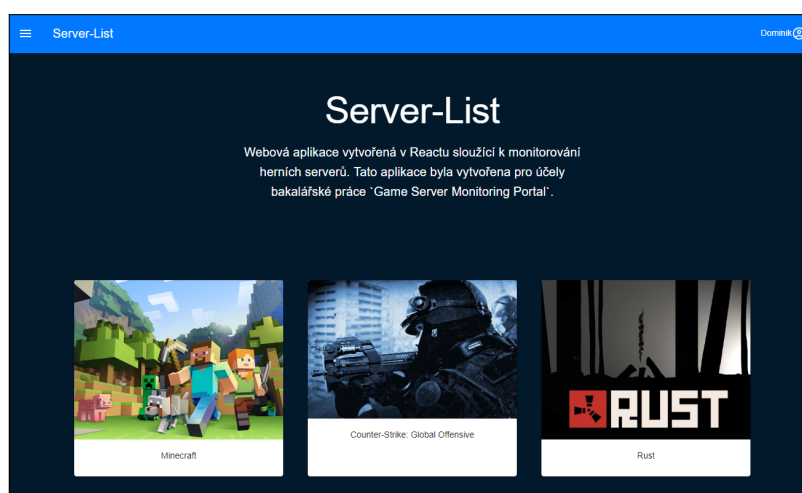 Server-List
Dominik
Server-List
Webová aplikace vytvořená v Reactu sloužící k monitorování
herních serverů. Tato aplikace byla vytvořena pro účely
bakalářské práce `Game Server Monitoring Portal`.
RUST
Minecraft
Counter-Strike: Global Offensive
Rust